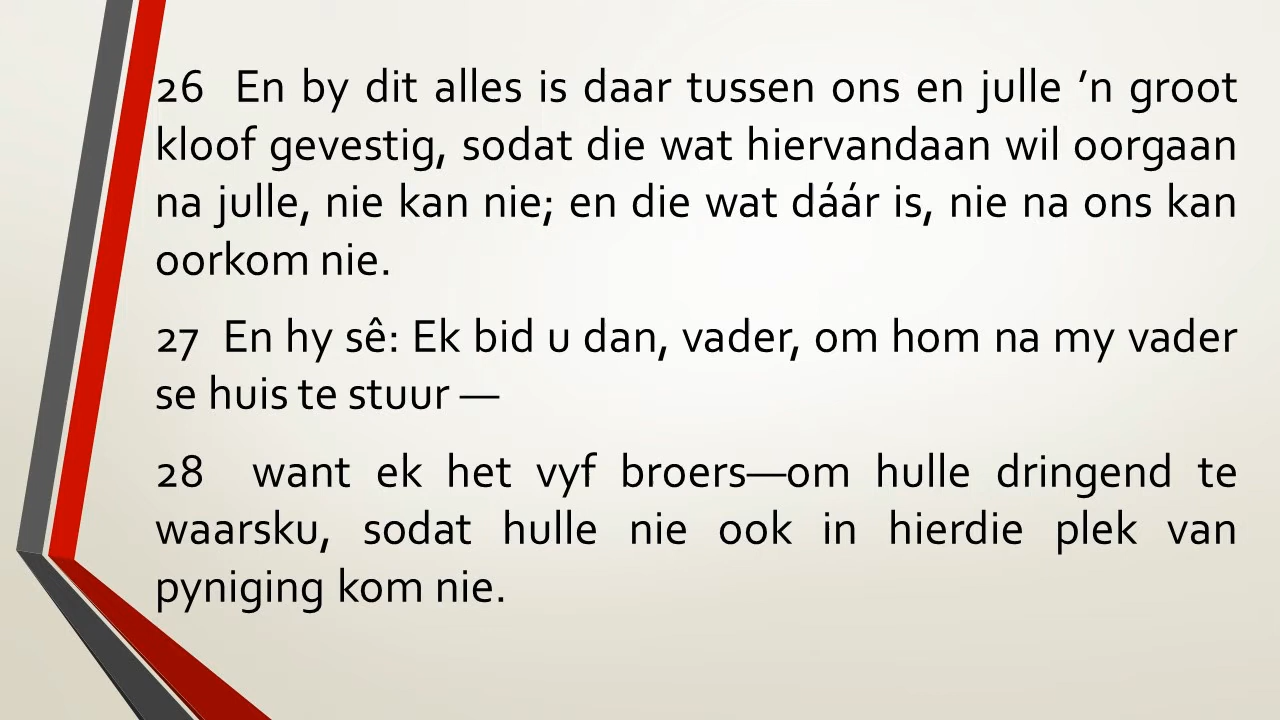 26 En by dit alles is daar tussen ons en julle ’n groot
kloof gevestig, sodat die wat hiervandaan wil oorgaan
na julle, nie kan nie; en die wat dáár is, nie na ons kan
oorkom nie.
27 En hy sê: Ek bid u dan, vader, om hom na my vader
se huis te stuur —
28 want ek het vyf broers—om hulle dringend te
waarsku, sodat hulle nie ook in hierdie plek van
pyniging kom nie.